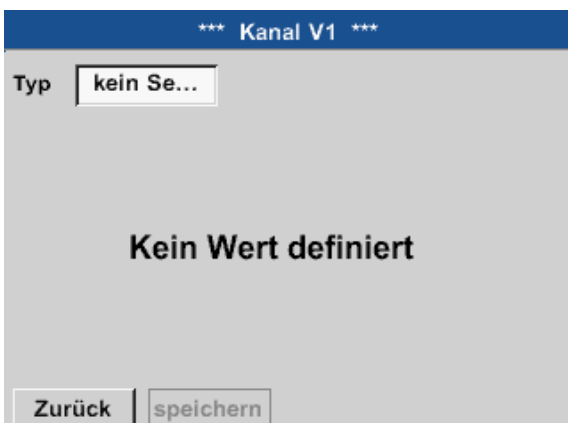 *** Kanal V1 ***
Typ kein Se...
Kein Wert definiert
Zurück speichern